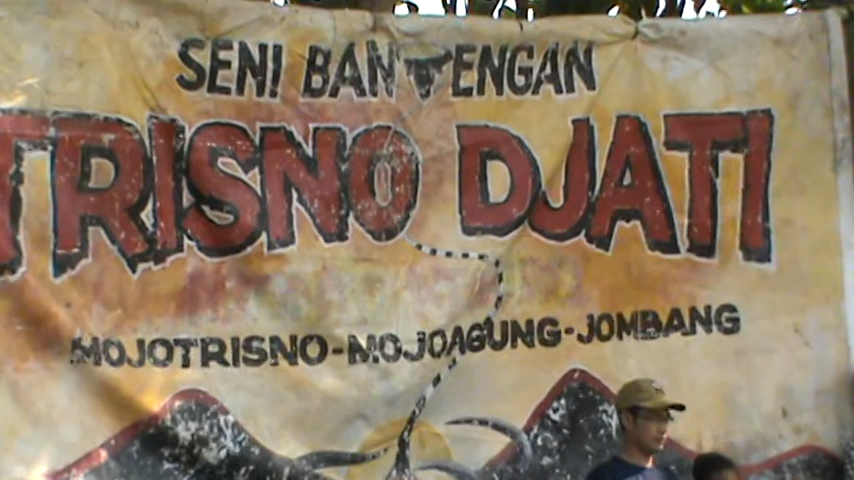 SENI BANTENGAN
TRISNO DJATI
MOJOTRISNO-MOJOAGUNG-JOMBANG